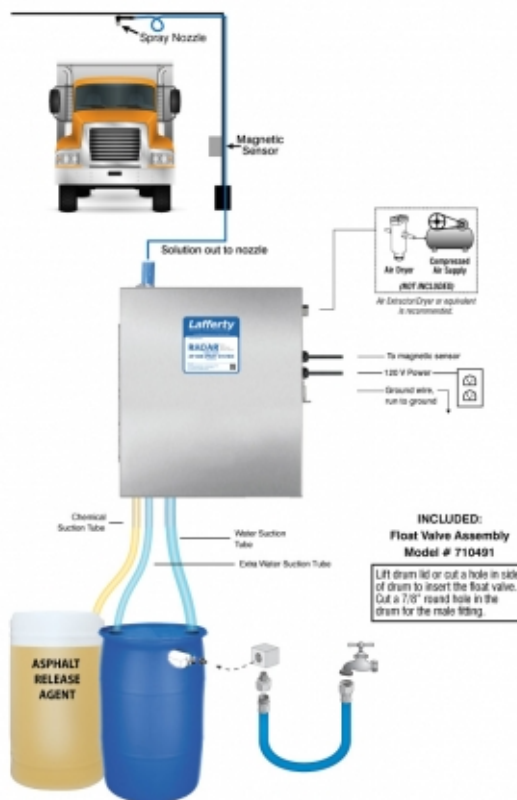 Spray Nozzle
Magnetic
Sensor
Solution out to nozzle
Air Dryer
Compressed
Air Supply
(NOT INCLUDED)
Air Extractor/Dryer or equivalent
is recommended.
Lafferty
RADAR
To magnetic sensor
120 V Power
Ground wire,
run to ground
Chemical
Suction Tube
Water Suction
Tube
Extra Water Suction Tube
INCLUDED:
Float Valve Assembly
Model # 710491
Lift drum lid or cut a hole in side
of drum to insert the float valve.
Cut a 7/8" round hole in the
drum for the male fitting.
ASPHALT
RELEASE
AGENT